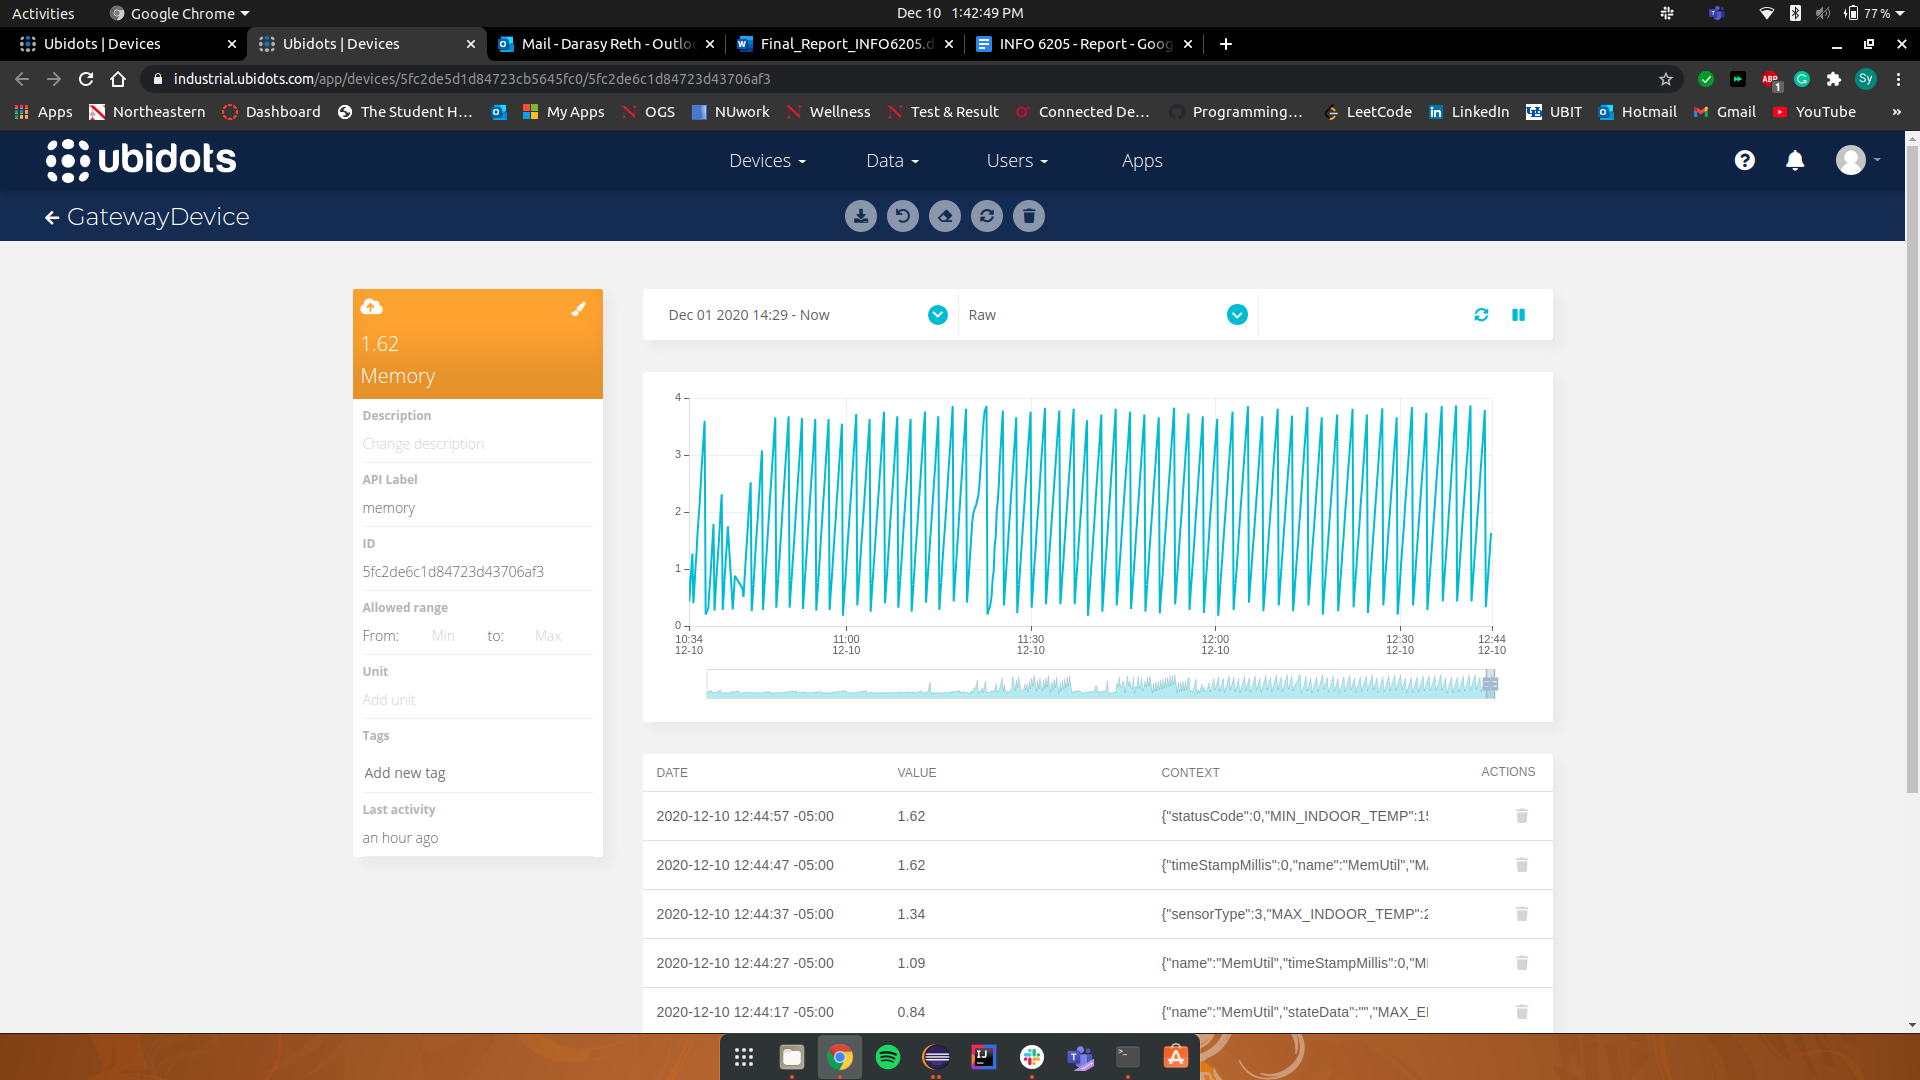 Activities
Google Chrome
Dec 10 1:42:49 PM
77 %
Ubidots | Devices
Ubidots | Devices
Mail - Darasy Reth - Outlo
Final_Report_INFO6205.d
INFO 6205 - Report - Goog
industrial.ubidots.com/app/devices/5fc2de5d1d84723cb5645fc0/5fc2de6c1d84723d43706af3
ABP
1
Sy
Apps
Northeastern
Dashboard
The Student H...
My Apps
OGS
NUwork
Wellness
Test & Result
Connected De...
Programming...
LeetCode
LinkedIn
UBIT
Hotmail
Gmail
YouTube
»
ubidots
Devices
Data
Users
Apps
GatewayDevice
1.62
Memory
Description
Change description
API Label
memory
ID
5fc2de6c1d84723d43706af3
Allowed range
From: Min to: Max
Unit
Add unit
Tags
Add new tag
Last activity
an hour ago
Dec 01 2020 14:29 - Now
Raw
4
3
2
1
0
10:34
12-10
11:00
12-10
11:30
12-10
12:00
12-10
12:30
12-10
12:44
12-10
DATE VALUE CONTEXT ACTIONS
2020-12-10 12:44:57 -05:00 1.62 {"statusCode":0,"MIN_INDOOR_TEMP":15
2020-12-10 12:44:47 -05:00 1.62 {"timeStampMillis":0,"name":"MemUtil","MA
2020-12-10 12:44:37 -05:00 1.34 {"sensorType":3,"MAX_INDOOR_TEMP":2
2020-12-10 12:44:27 -05:00 1.09 {"name":"MemUtil","timeStampMillis":0,"MI
2020-12-10 12:44:17 -05:00 0.84 {"name":"MemUtil","stateData":"","MAX_EI
IJ